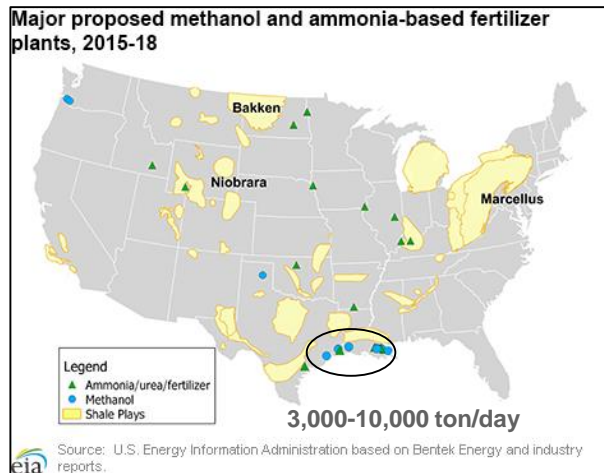 Major proposed methanol and ammonia-based fertilizer
plants, 2015-18
Bakken
Niobrara
Marcellus
Legend
Ammonia/urea/fertilizer
Methanol
Shale Plays
3,000-10,000 ton/day
eia
Source: U.S. Energy Information Administration based on Bentek Energy and industry
reports.